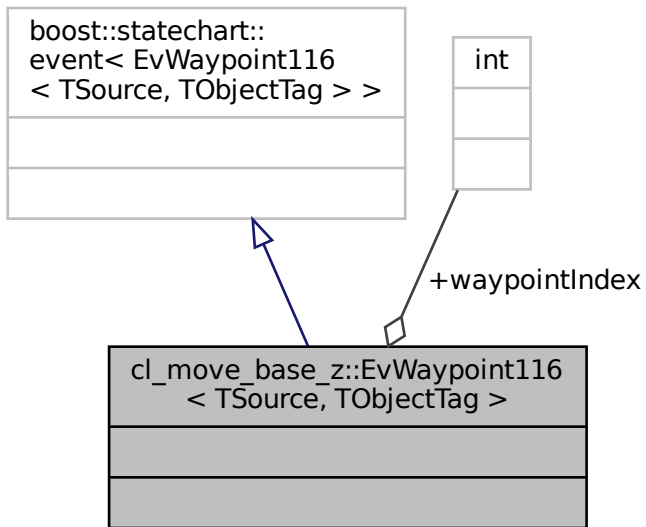 boost::statechart::
event< EvWaypoint116
< TSource, TObjectTag > >
int
+waypointIndex
cl_move_base_z::EvWaypoint116
< TSource, TObjectTag >